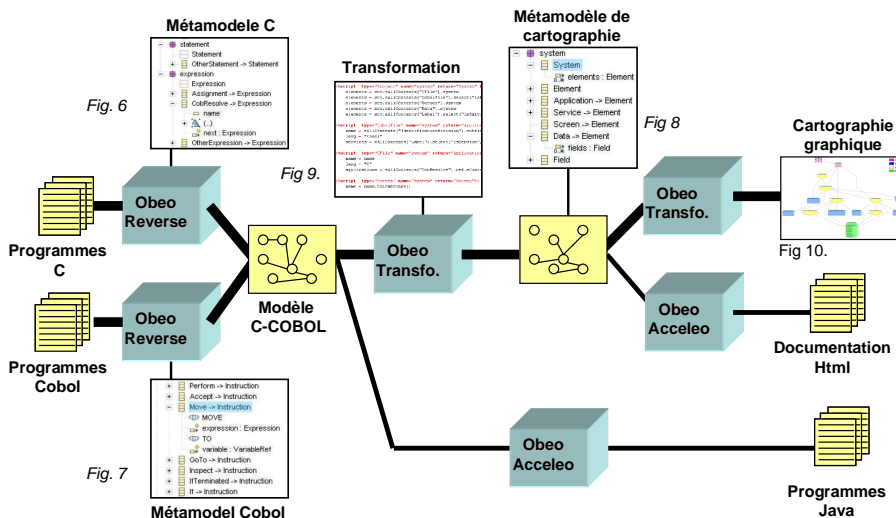 Métamodele C
statement
Statement
OtherStatement -> Statement
expression
Expression
Assignment -> Expression
CobResolve -> Expression
name
(..)
next : Expression
OtherExpression -> Expression
Fig. 6
Transformation
Fig 9.
Métamodèle de
cartographie
system
System
elements : Element
Element
Application -> Element
Service -> Element
Screen -> Element
Data -> Element
fields : Field
Field
Fig 8
Cartographie
graphique
Fig 10.
Obeo
Reverse
Programmes
C
Obeo
Transfo.
Obeo
Transfo.
Modèle
C-COBOL
Obeo
Reverse
Programmes
Cobol
Obeo
Acceleo
Documentation
Html
Perform -> Instruction
Accept -> Instruction
Move -> Instruction
MOVE
expression : Expression
TO
variable : VariableRef
GoTo -> Instruction
Inspect -> Instruction
IfTerminated -> Instruction
If -> Instruction
Fig. 7
Métamodel Cobol
Obeo
Acceleo
Programmes
Java